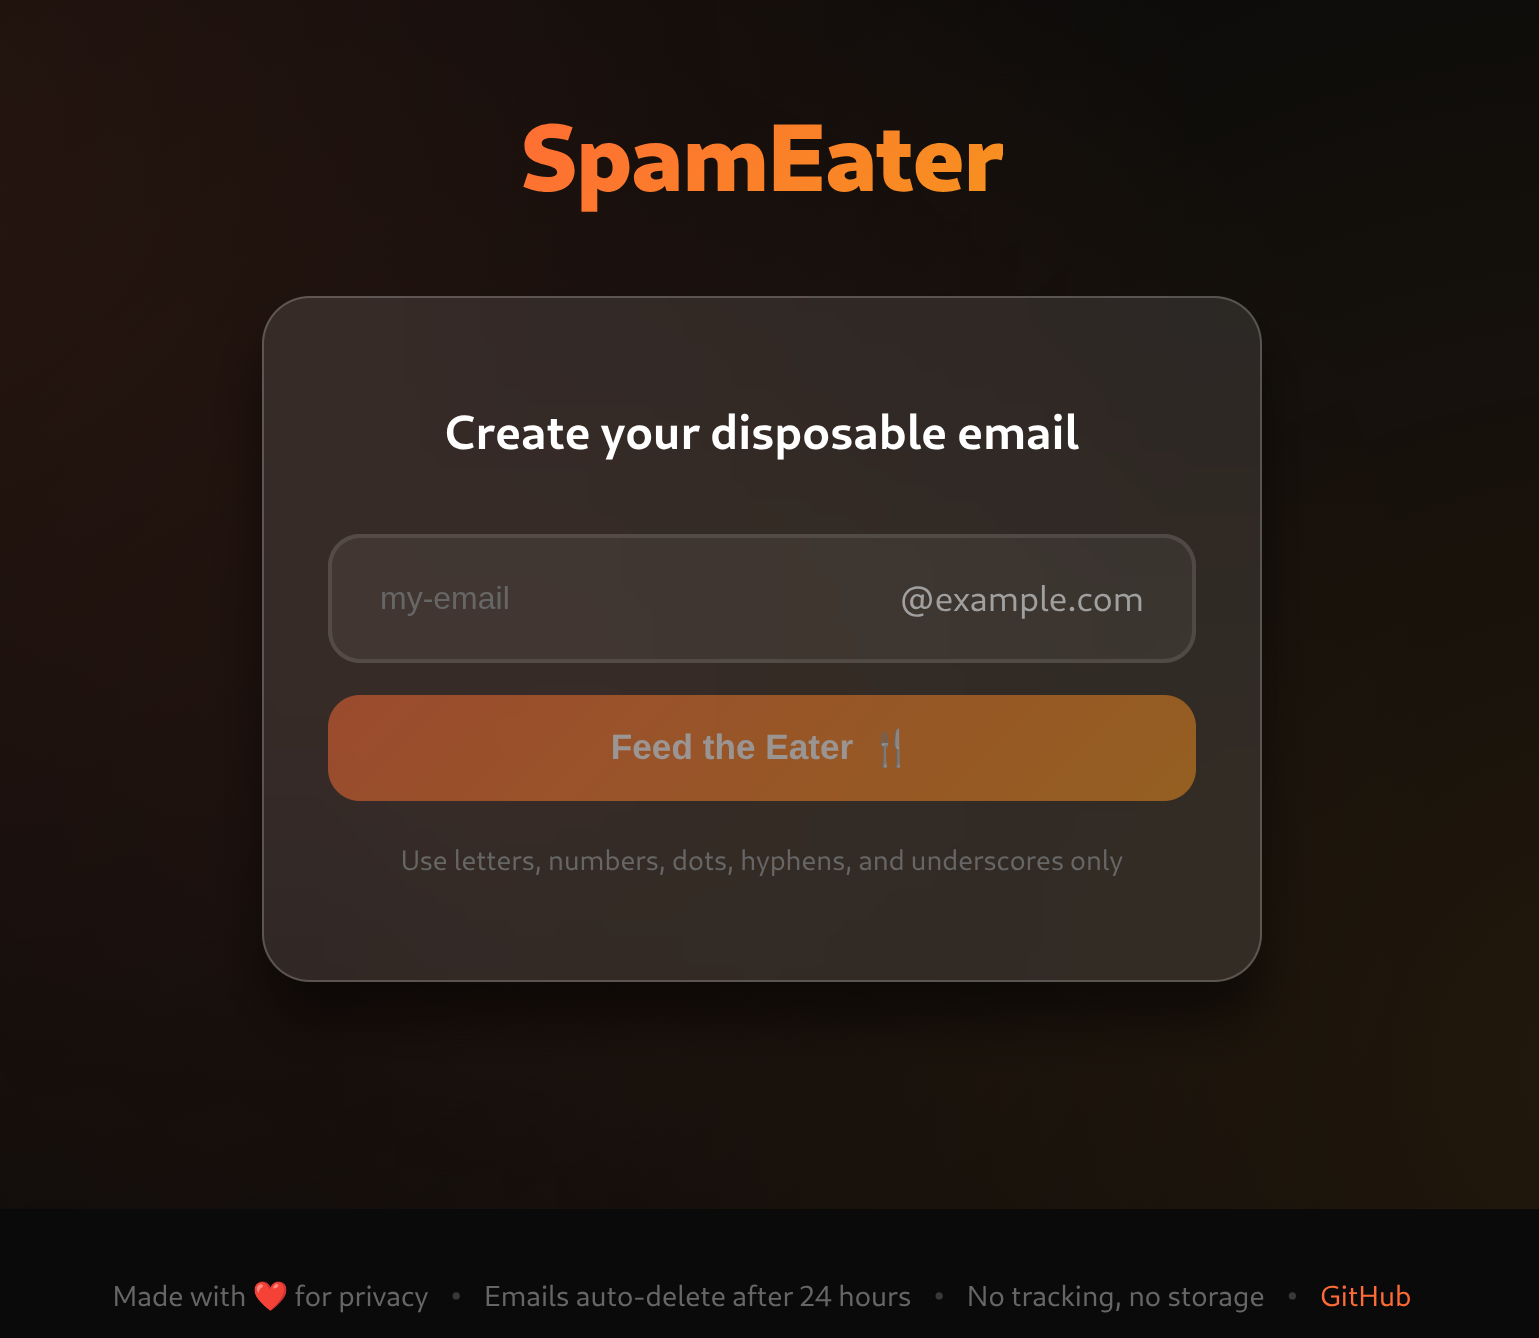 SpamEater
Create your disposable email
my-email @example.com
Feed the Eater 🍴
Use letters, numbers, dots, hyphens, and underscores only
Made with ❤️ for privacy • Emails auto-delete after 24 hours • No tracking, no storage • GitHub